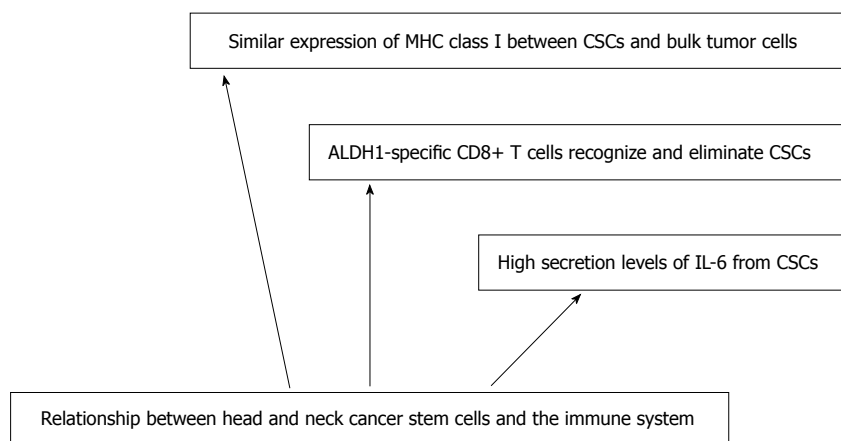 Similar expression of MHC class I between CSCs and bulk tumor cells
ALDH1-specific CD8+ T cells recognize and eliminate CSCs
High secretion levels of IL-6 from CSCs
Relationship between head and neck cancer stem cells and the immune system